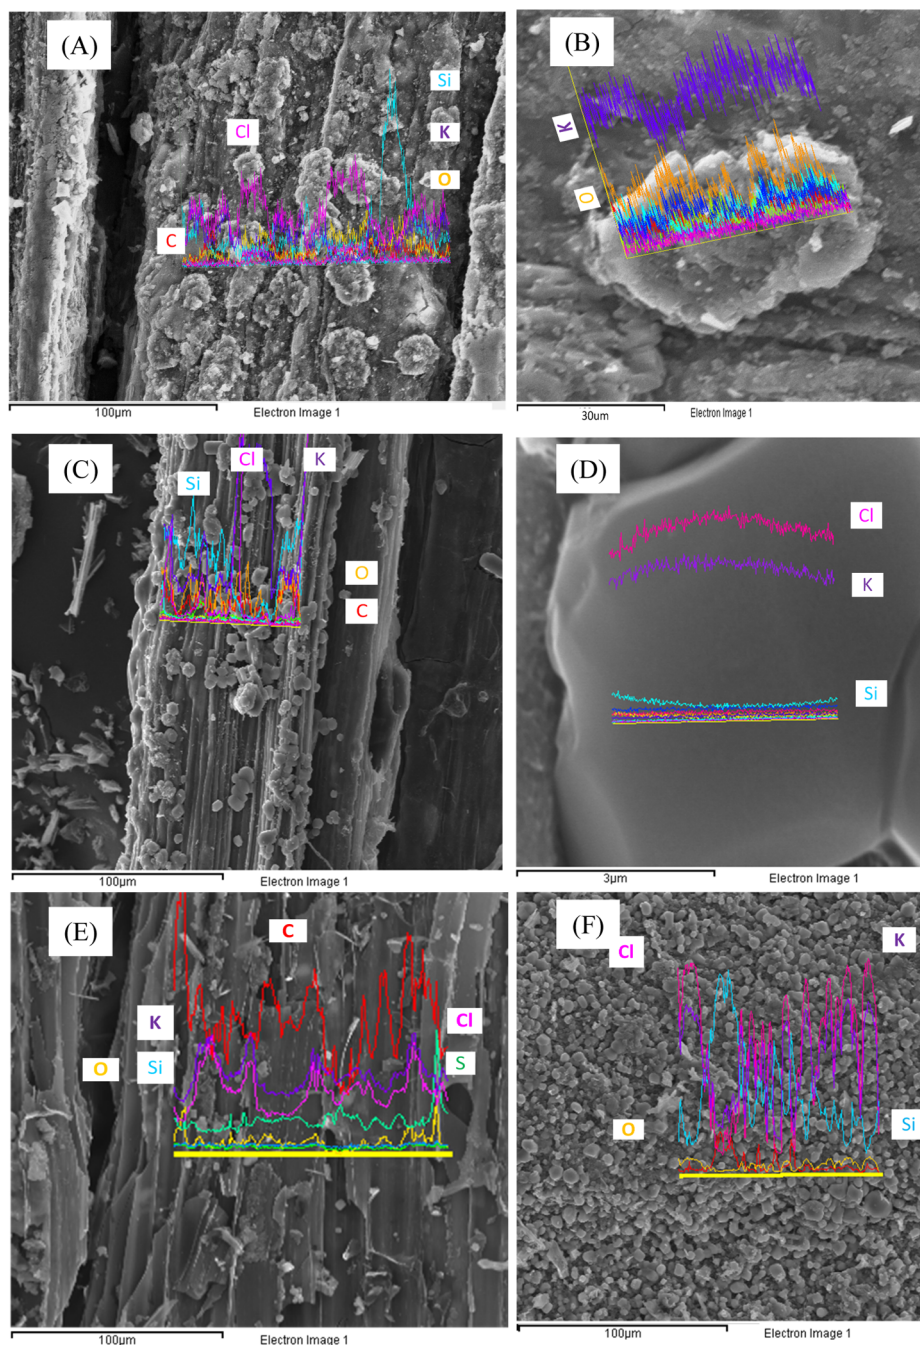 (A)
Si
K
Cl
O
C
100µm Electron Image 1
(B)
K
O
30µm Electron Image 1
(C)
Cl K
Si
O
C
100µm Electron Image 1
(D)
Cl
K
Si
3µm Electron Image 1
(E)
C
K Cl
O Si S
100µm Electron Image 1
(F)
Cl K
O Si
100µm Electron Image 1